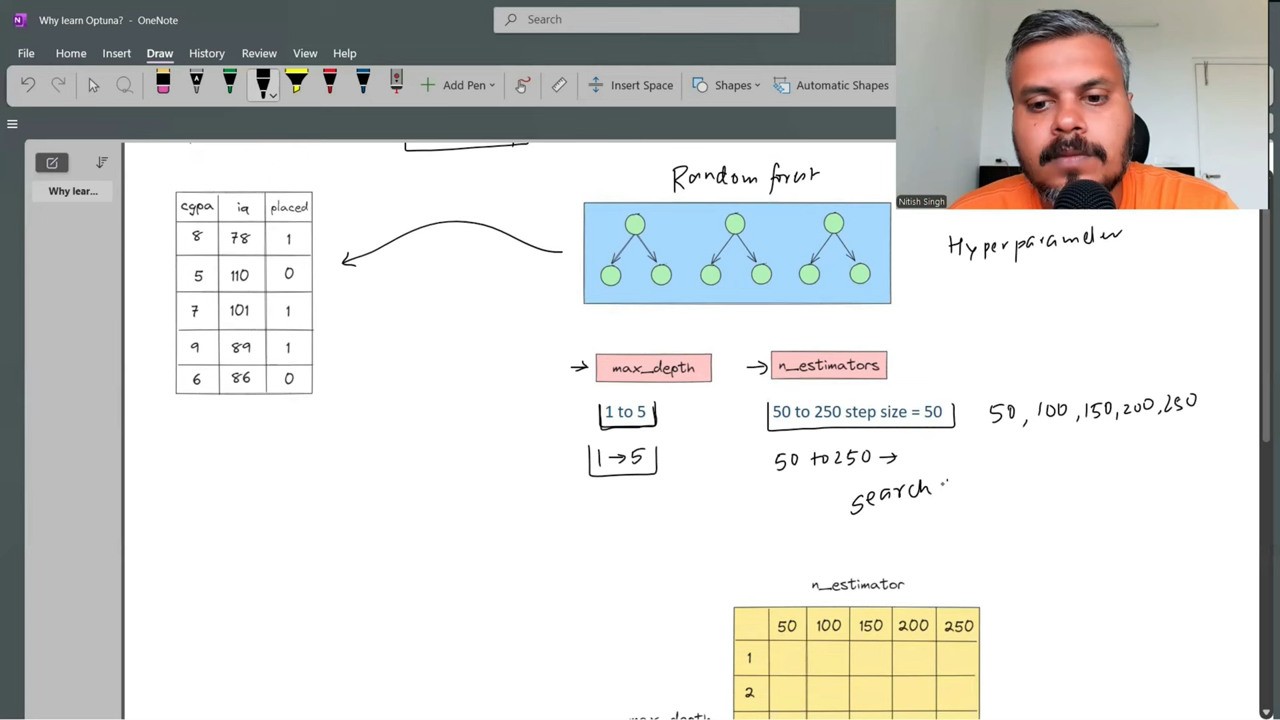 Why learn Optuna? - OneNote
Search
File Home Insert Draw History Review View Help
Add Pen Insert Space Shapes Automatic Shapes
Why lear...
Nitish Singh
Random forest
Hyperparameter
cgpa iq placed
8 78 1
5 110 0
7 101 1
9 89 1
6 86 0
→ max_depth → n_estimators
1 to 5 50 to 250 step size = 50 50, 100, 150, 200, 250
1 → 5 50 to 250 →
search
n_estimator
50 100 150 200 250
1
2
max_depth